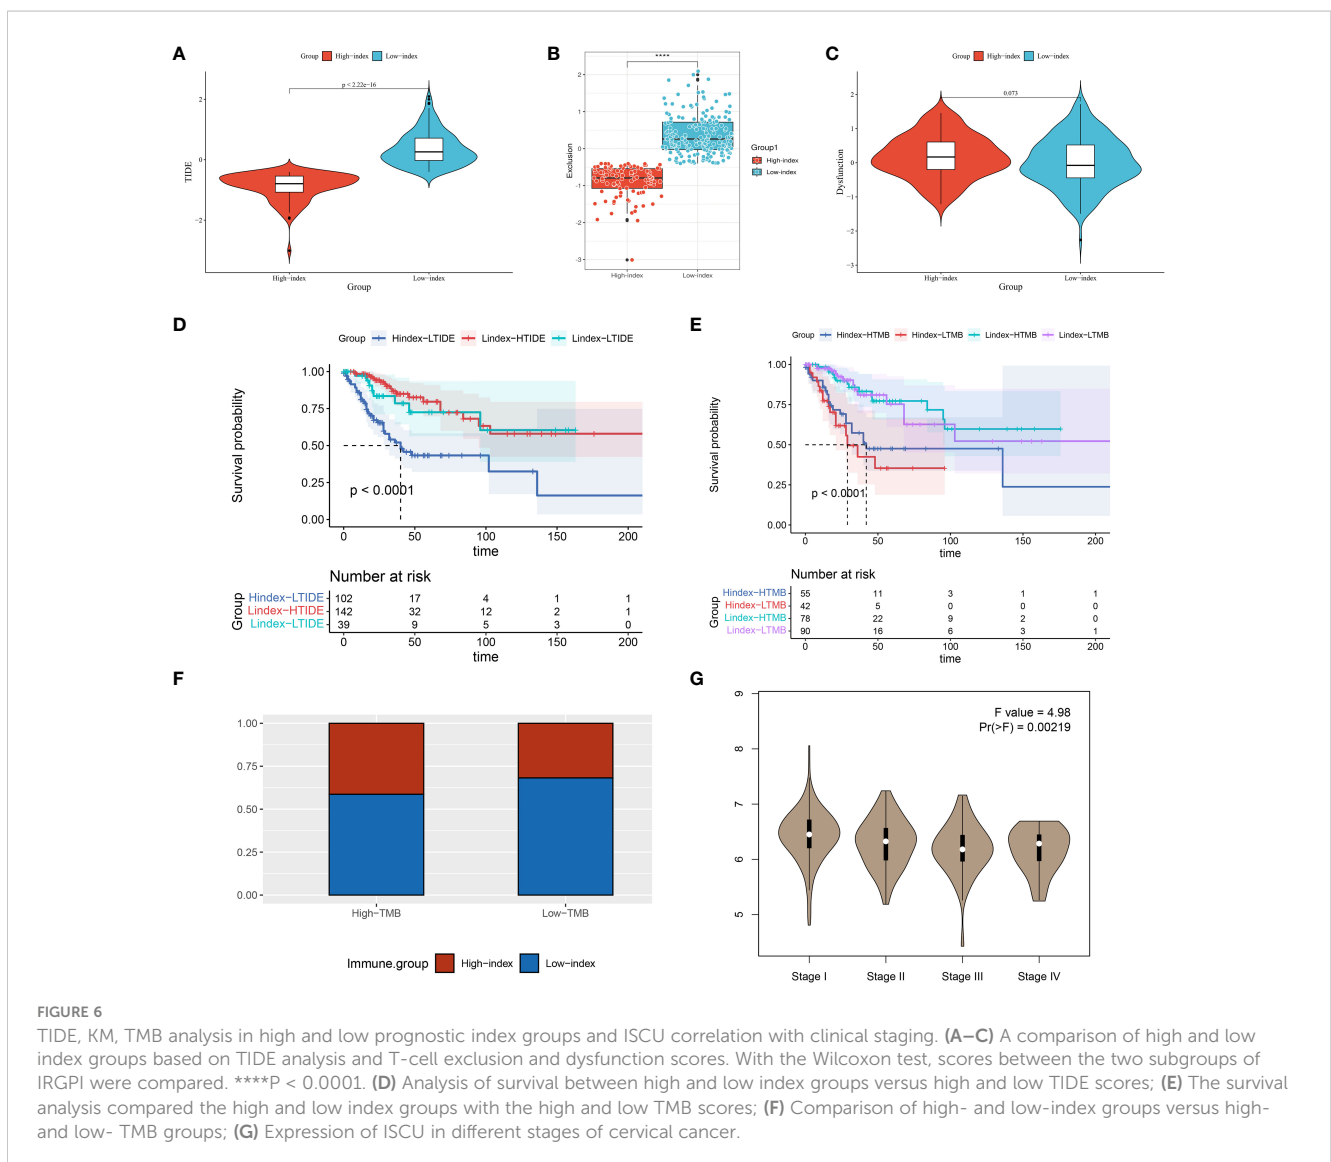 A
Group High-index Low-index
p < 2.22e-16
2
0
-2
TIDE
High-index Low-index
Group
B
****
2
1
0
-1
-2
-3
Exclusion
High-index Low-index
Group1
High-index
Low-index
C
Group High-index Low-index
0.073
2
1
0
-1
-2
-3
Dysfunction
High-index Low-index
Group
D
Group Hindex-LTIDE Lindex-HTIDE Lindex-LTIDE
1.00
0.75
0.50
0.25
0.00
Survival probability
p < 0.0001
0 50 100 150 200
time
Number at risk
Group
Hindex-LTIDE 102 17 4 1 1
Lindex-HTIDE 142 32 12 2 1
Lindex-LTIDE 39 9 5 3 0
0 50 100 150 200
time
E
Group Hindex-HTMB Hindex-LTMB Lindex-HTMB Lindex-LTMB
1.00
0.75
0.50
0.25
0.00
Survival probability
p < 0.0001
0 50 100 150 200
time
Number at risk
Group
Hindex-HTMB 55 11 3 1 1
Hindex-LTMB 42 5 0 0 0
Lindex-HTMB 78 22 9 2 0
Lindex-LTMB 90 16 6 3 1
0 50 100 150 200
time
F
1.00
0.75
0.50
0.25
0.00
High-TMB Low-TMB
Immune.group High-index Low-index
G
9
8
7
6
5
F value = 4.98
Pr(>F) = 0.00219
Stage I Stage II Stage III Stage IV
FIGURE 6
TIDE, KM, TMB analysis in high and low prognostic index groups and ISCU correlation with clinical staging. (A–C) A comparison of high and low
index groups based on TIDE analysis and T-cell exclusion and dysfunction scores. With the Wilcoxon test, scores between the two subgroups of
IRGPI were compared. ****P < 0.0001. (D) Analysis of survival between high and low index groups versus high and low TIDE scores; (E) The survival
analysis compared the high and low index groups with the high and low TMB scores; (F) Comparison of high- and low-index groups versus high-
and low- TMB groups; (G) Expression of ISCU in different stages of cervical cancer.